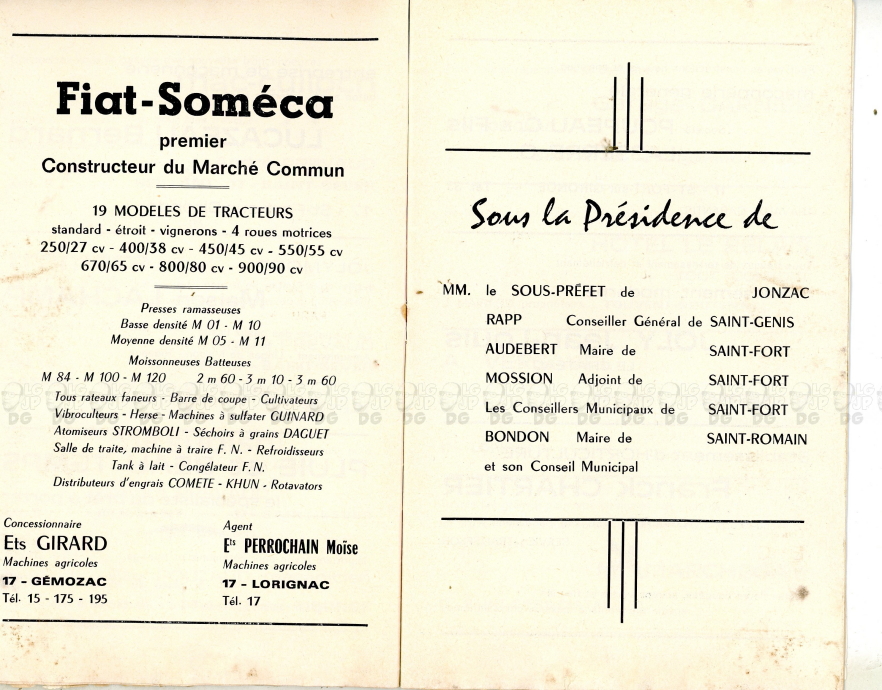 Fiat-Soméca
premier
Constructeur du Marché Commun
19 MODELES DE TRACTEURS
standard - étroit - vignerons - 4 roues motrices
250/27 cv - 400/38 cv - 450/45 cv - 550/55 cv
670/65 cv - 800/80 cv - 900/90 cv
Presses ramasseuses
Basse densité M 01 - M 10
Moyenne densité M 05 - M 11
Moissonneuses Batteuses
M 84 - M 100 - M 120 2 m 60 - 3 m 10 - 3 m 60
Tous rateaux faneurs - Barre de coupe - Cultivateurs
Vibroculteurs - Herse - Machines à sulfater GUINARD
Atomiseurs STROMBOLI - Séchoirs à grains DAGUET
Salle de traite, machine à traire F. N. - Refroidisseurs
Tank à lait - Congélateur F. N.
Distributeurs d'engrais COMETE - KHUN - Rotavators
Concessionnaire
Ets GIRARD
Machines agricoles
17 - GÉMOZAC
Tél. 15 - 175 - 195
Agent
Ets PERROCHAIN Moïse
Machines agricoles
17 - LORIGNAC
Tél. 17
Sous la Présidence de
MM. le SOUS-PRÉFET de JONZAC
RAPP Conseiller Général de SAINT-GENIS
AUDEBERT Maire de SAINT-FORT
MOSSION Adjoint de SAINT-FORT
Les Conseillers Municipaux de SAINT-FORT
BONDON Maire de SAINT-ROMAIN
et son Conseil Municipal